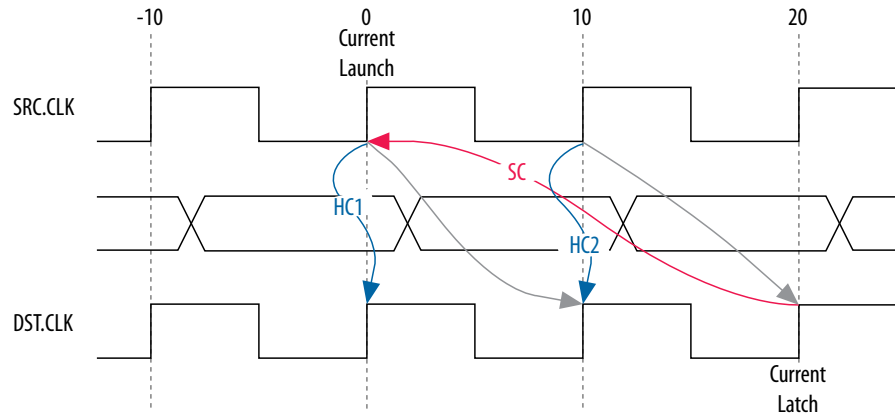 -10 0 10 20
Current
Launch
SRC.CLK
SC
HC1
HC2
DST.CLK
Current
Latch